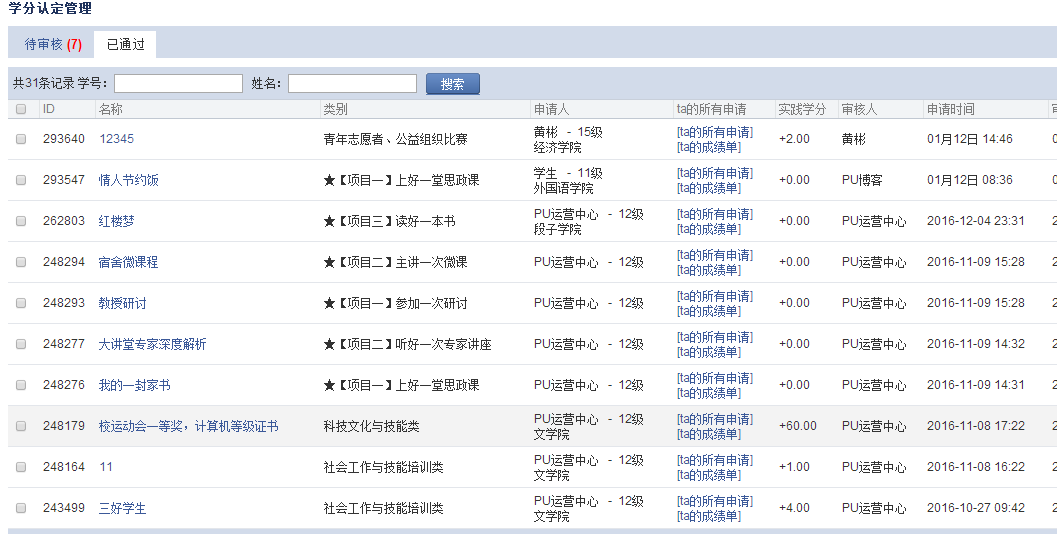 学分认定管理
待审核 (7) 已通过
共31条记录 学号： 姓名： 搜索
ID 名称 类别 申请人 ta的所有申请 实践学分 审核人 申请时间
293640 12345 青年志愿者、公益组织比赛 黄彬 - 15级 [ta的所有申请] +2.00 黄彬 01月12日 14:46
经济学院 [ta的成绩单]
293547 情人节约饭 ★【项目一】上好一堂思政课 学生 - 11级 [ta的所有申请] +0.00 PU博客 01月12日 08:36
外国语学院 [ta的成绩单]
262803 红楼梦 ★【项目三】读好一本书 PU运营中心 - 12级 [ta的所有申请] +0.00 PU运营中心 2016-12-04 23:31
段子学院 [ta的成绩单]
248294 宿舍微课程 ★【项目二】主讲一次微课 PU运营中心 - 12级 [ta的所有申请] +0.00 PU运营中心 2016-11-09 15:28
[ta的成绩单]
248293 教授研讨 ★【项目一】参加一次研讨 PU运营中心 - 12级 [ta的所有申请] +0.00 PU运营中心 2016-11-09 15:28
[ta的成绩单]
248277 大讲堂专家深度解析 ★【项目二】听好一次专家讲座 PU运营中心 - 12级 [ta的所有申请] +0.00 PU运营中心 2016-11-09 14:32
[ta的成绩单]
248276 我的一封家书 ★【项目一】上好一堂思政课 PU运营中心 - 12级 [ta的所有申请] +0.00 PU运营中心 2016-11-09 14:31
[ta的成绩单]
248179 校运动会一等奖，计算机等级证书 科技文化与技能类 PU运营中心 - 12级 [ta的所有申请] +60.00 PU运营中心 2016-11-08 17:22
文学院 [ta的成绩单]
248164 11 社会工作与技能培训类 PU运营中心 - 12级 [ta的所有申请] +1.00 PU运营中心 2016-11-08 16:22
文学院 [ta的成绩单]
243499 三好学生 社会工作与技能培训类 PU运营中心 - 12级 [ta的所有申请] +4.00 PU运营中心 2016-10-27 09:42
文学院 [ta的成绩单]